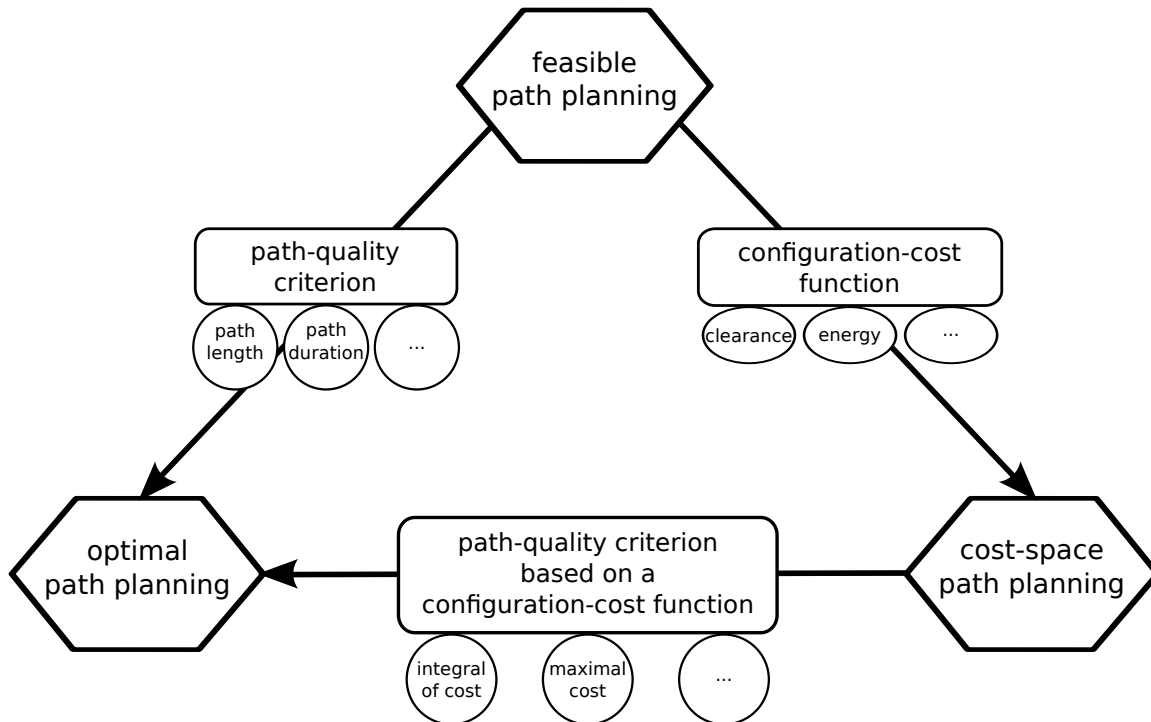 feasible
path planning
path-quality
criterion
configuration-cost
function
path
length
path
duration
...
clearance
energy
...
optimal
path planning
path-quality criterion
based on a
configuration-cost function
cost-space
path planning
integral
of cost
maximal
cost
...